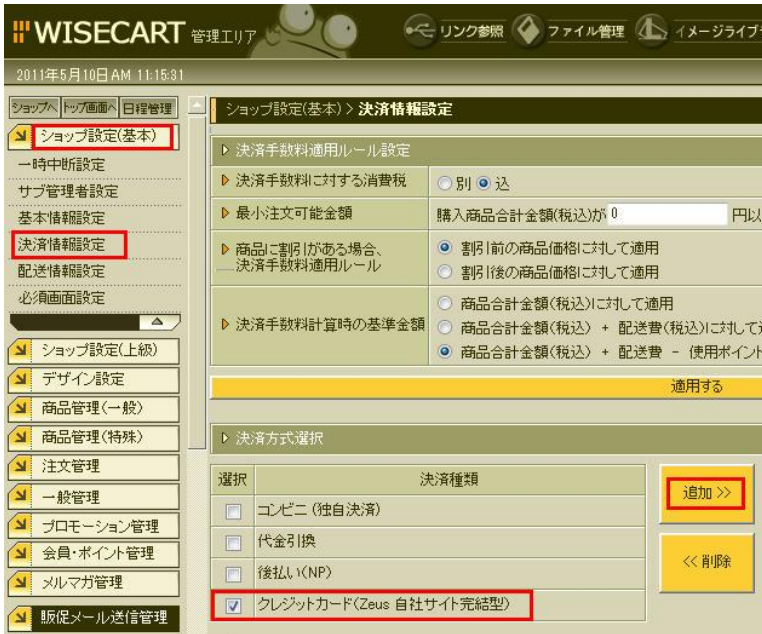 WISECART 管理エリア
リンク参照 ファイル管理 イメージライブ
2011年5月10日AM 11:15:31
ショップへ トップ画面へ 日程管理
ショップ設定(基本)
一時中断設定
サブ管理者設定
基本情報設定
決済情報設定
配送情報設定
必須画面設定
ショップ設定(上級)
デザイン設定
商品管理(一般)
商品管理(特殊)
注文管理
一般管理
プロモーション管理
会員・ポイント管理
メルマガ管理
販促メール送信管理
ショップ設定(基本) > 決済情報設定
決済手数料適用ルール設定
決済手数料に対する消費税 別 込
最小注文可能金額 購入商品合計金額(税込)が 0 円以
商品に割引がある場合、
決済手数料適用ルール
割引前の商品価格に対して適用
割引後の商品価格に対して適用
決済手数料計算時の基準金額
商品合計金額(税込)に対して適用
商品合計金額(税込) + 配送費(税込)に対して
商品合計金額(税込) + 配送費 - 使用ポイント
適用する
決済方式選択
選択 決済種類
コンビニ (独自決済)
代金引換
後払い(NP)
クレジットカード(Zeus 自社サイト完結型)
追加 >>
<< 削除